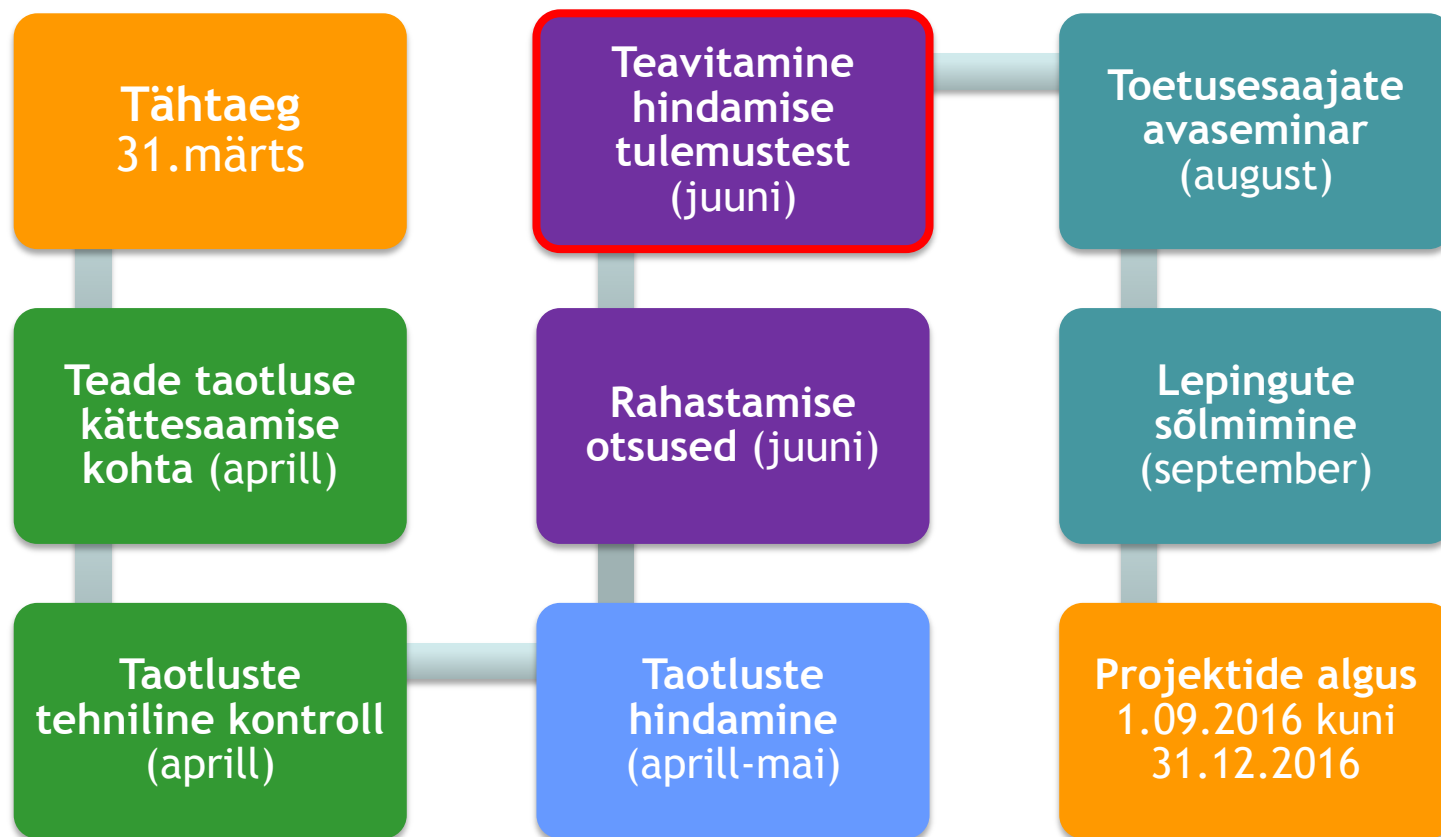 Tähtaeg
31.märts
Teade taotluse
kättesaamise
kohta (aprill)
Taotluste
tehniline kontroll
(aprill)
Taotluste
hindamine
(aprill-mai)
Rahastamise
otsused (juuni)
Teavitamine
hindamise
tulemustest
(juuni)
Toetusesaajate
avaseminar
(august)
Lepingute
sõlmimine
(september)
Projektide algus
1.09.2016 kuni
31.12.2016